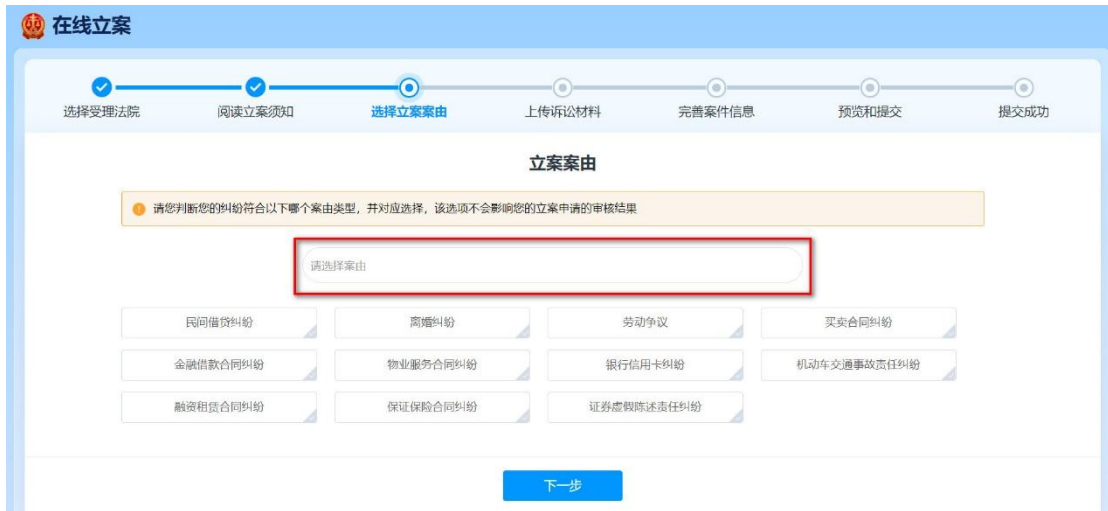 在线立案
选择受理法院 阅读立案须知 选择立案案由 上传诉讼材料 完善案件信息 预览和提交 提交成功
立案案由
请您判断您的纠纷符合以下哪个案由类型，并对应选择，该选项不会影响您的立案申请的审核结果
请选择案由
民间借贷纠纷 离婚纠纷 劳动争议 买卖合同纠纷
金融借款合同纠纷 物业服务合同纠纷 银行信用卡纠纷 机动车交通事故责任纠纷
融资租赁合同纠纷 保证保险合同纠纷 证券虚假陈述责任纠纷
下一步